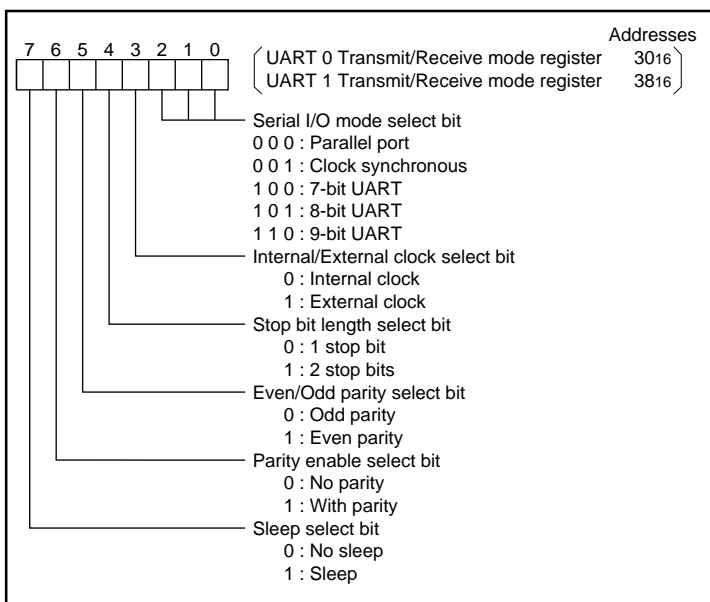 Addresses
7 6 5 4 3 2 1 0
UART 0 Transmit/Receive mode register 3016
UART 1 Transmit/Receive mode register 3816
Serial I/O mode select bit
0 0 0 : Parallel port
0 0 1 : Clock synchronous
1 0 0 : 7-bit UART
1 0 1 : 8-bit UART
1 1 0 : 9-bit UART
Internal/External clock select bit
0 : Internal clock
1 : External clock
Stop bit length select bit
0 : 1 stop bit
1 : 2 stop bits
Even/Odd parity select bit
0 : Odd parity
1 : Even parity
Parity enable select bit
0 : No parity
1 : With parity
Sleep select bit
0 : No sleep
1 : Sleep